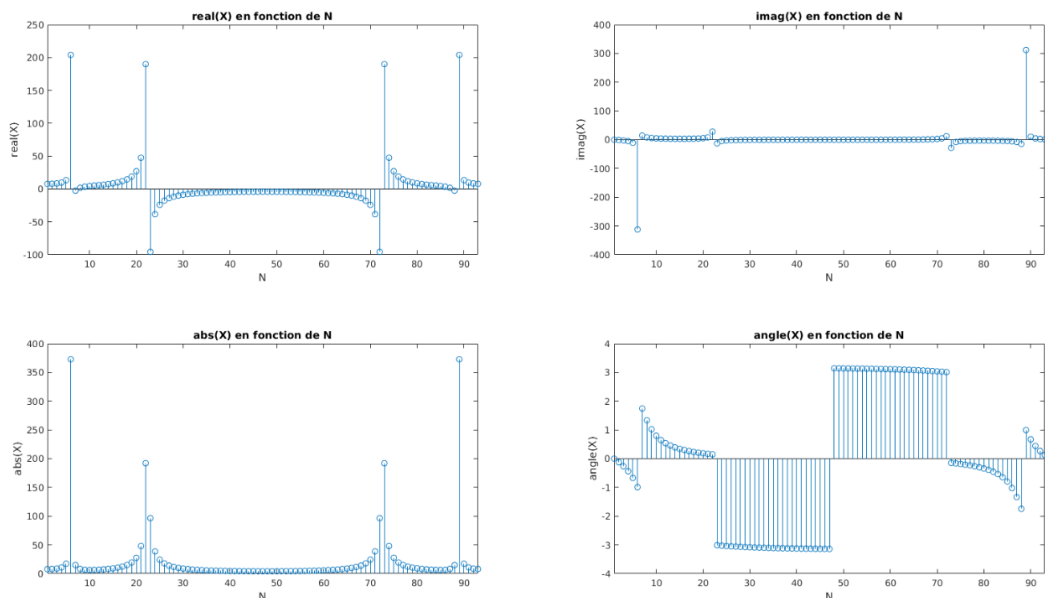 real(X) en fonction de N
250
200
150
100
50
0
-50
-100
real(X)
10 20 30 40 50 60 70 80 90
N
imag(X) en fonction de N
400
300
200
100
0
-100
-200
-300
-400
imag(X)
10 20 30 40 50 60 70 80 90
N
abs(X) en fonction de N
400
350
300
250
200
150
100
50
0
abs(X)
10 20 30 40 50 60 70 80 90
N
angle(X) en fonction de N
4
3
2
1
0
-1
-2
-3
-4
angle(X)
10 20 30 40 50 60 70 80 90
N